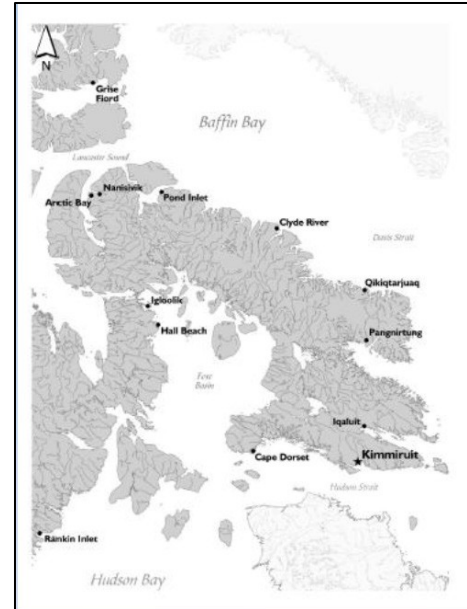 N
Grise
Fiord
Baffin Bay
Lancaster Sound
Nanisivik
Arctic Bay
Pond Inlet
Clyde River
Davis Strait
Qikiqtarjuaq
Igloolik
Hall Beach
Pangnirtung
Foxe
Basin
Iqaluit
Cape Dorset
Kimmiruit
Hudson Strait
Rankin Inlet
Hudson Bay